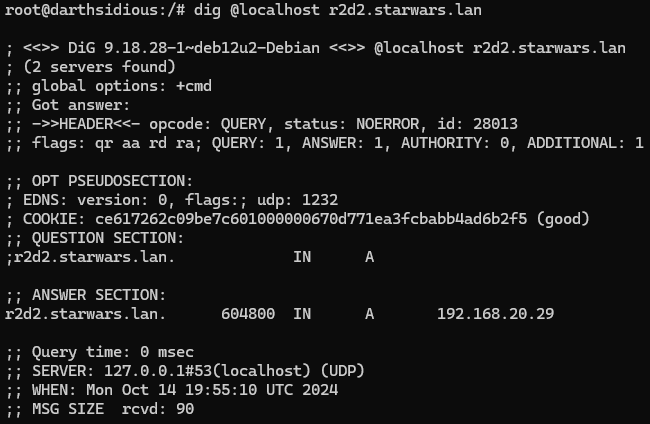 root@darthsidious:/# dig @localhost r2d2.starwars.lan
; <<>> DiG 9.18.28-1~deb12u2-Debian <<>> @localhost r2d2.starwars.lan
; (2 servers found)
;; global options: +cmd
;; Got answer:
;; ->>HEADER<<- opcode: QUERY, status: NOERROR, id: 28013
;; flags: qr aa rd ra; QUERY: 1, ANSWER: 1, AUTHORITY: 0, ADDITIONAL: 1
;; OPT PSEUDOSECTION:
; EDNS: version: 0, flags:; udp: 1232
; COOKIE: ce617262c09be7c601000000670d771ea3fcbabb4ad6b2f5 (good)
;; QUESTION SECTION:
;r2d2.starwars.lan. IN A
;; ANSWER SECTION:
r2d2.starwars.lan. 604800 IN A 192.168.20.29
;; Query time: 0 msec
;; SERVER: 127.0.0.1#53(localhost) (UDP)
;; WHEN: Mon Oct 14 19:55:10 UTC 2024
;; MSG SIZE rcvd: 90